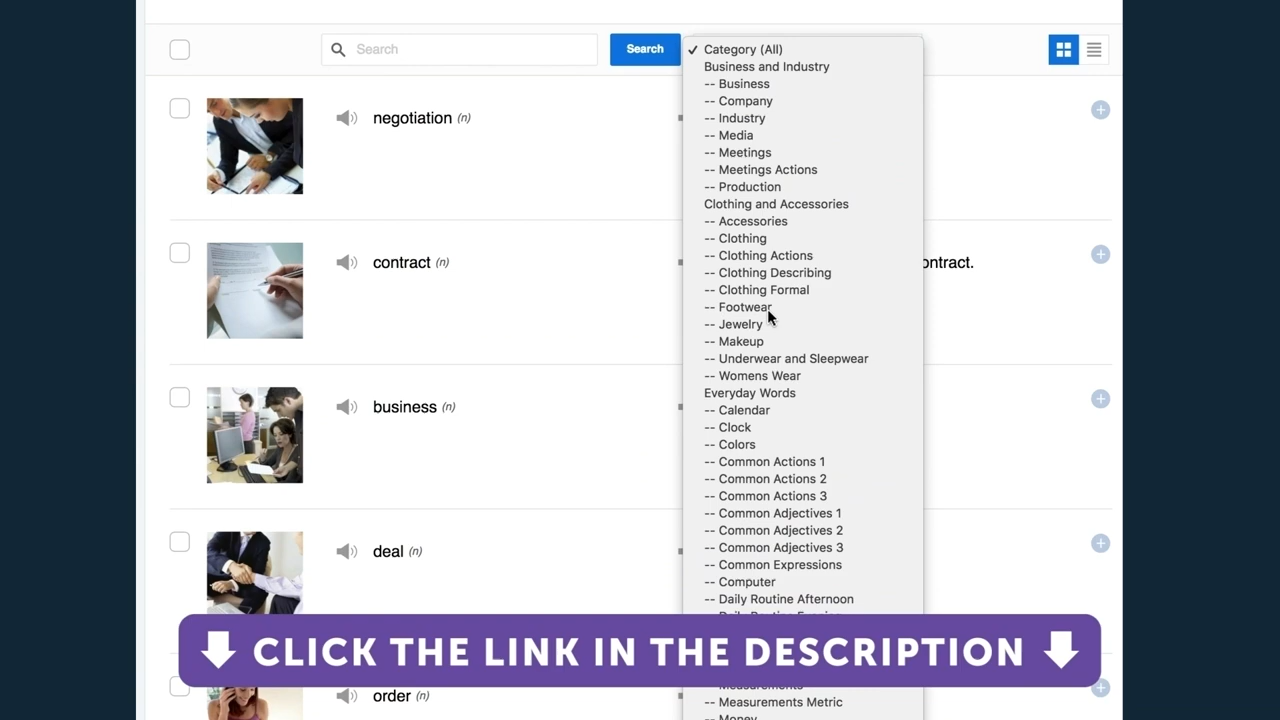 Search
Search
✓ Category (All)
Business and Industry
-- Business
-- Company
-- Industry
-- Media
-- Meetings
-- Meetings Actions
-- Production
Clothing and Accessories
-- Accessories
-- Clothing
-- Clothing Actions
-- Clothing Describing
-- Clothing Formal
-- Footwear
-- Jewelry
-- Makeup
-- Underwear and Sleepwear
-- Womens Wear
Everyday Words
-- Calendar
-- Clock
-- Colors
-- Common Actions 1
-- Common Actions 2
-- Common Actions 3
-- Common Adjectives 1
-- Common Adjectives 2
-- Common Adjectives 3
-- Common Expressions
-- Computer
-- Daily Routine Afternoon
-- Measurements Metric
negotiation (n)
contract (n)
ontract.
business (n)
deal (n)
CLICK THE LINK IN THE DESCRIPTION
order (n)